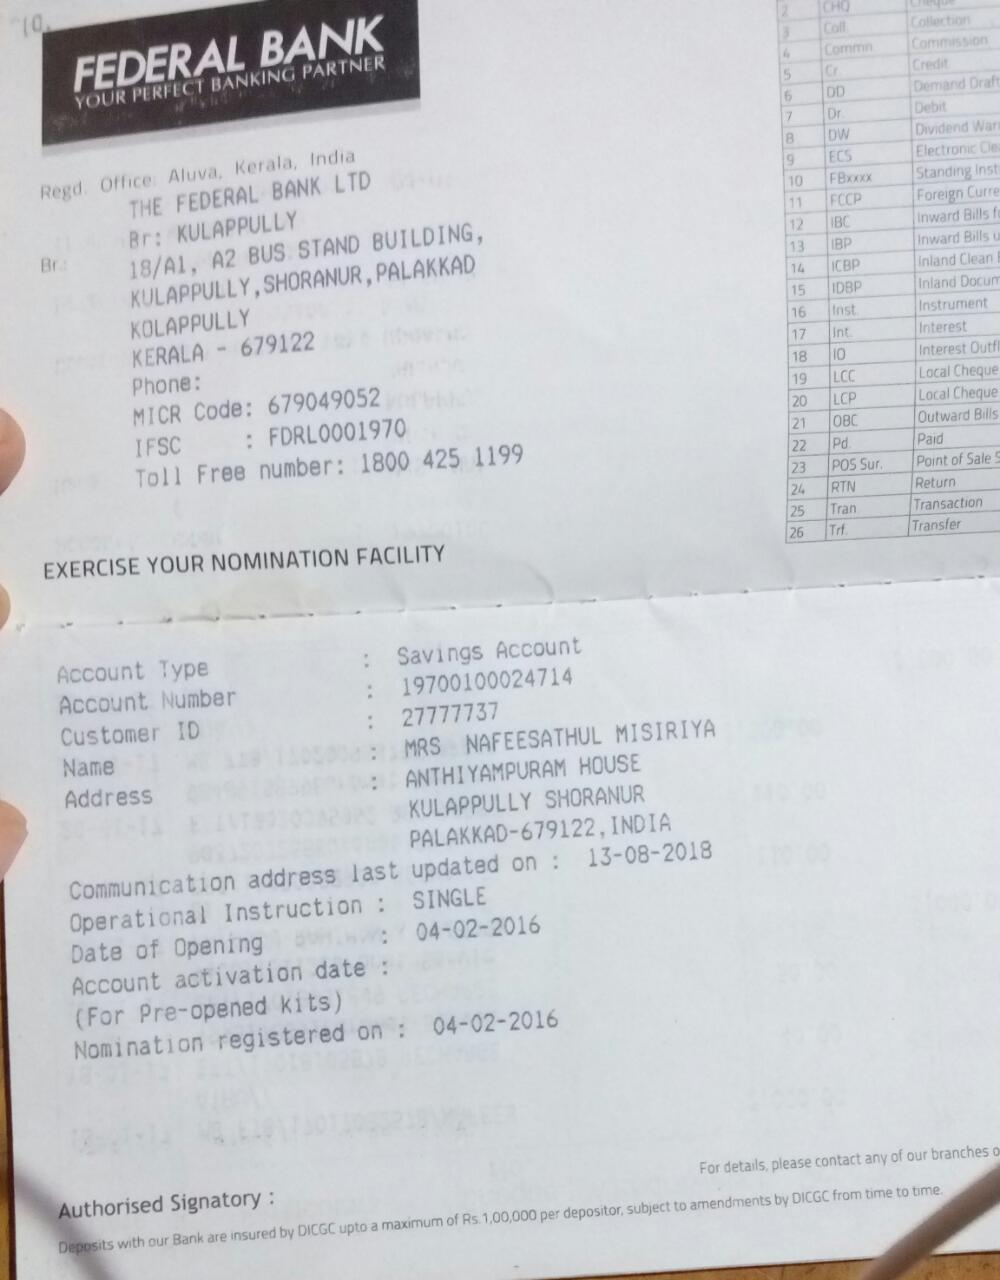 FEDERAL BANK
YOUR PERFECT BANKING PARTNER
Regd. Office: Aluva, Kerala, India
THE FEDERAL BANK LTD
Br: KULAPPULLY
Br.: 18/A1, A2 BUS STAND BUILDING,
KULAPPULLY,SHORANUR,PALAKKAD
KOLAPPULLY
KERALA - 679122
Phone:
MICR Code: 679049052
IFSC : FDRL0001970
Toll Free number: 1800 425 1199
EXERCISE YOUR NOMINATION FACILITY
2 CHQ Cheque
3 Coll. Collection
4 Commn. Commission
5 Cr. Credit
6 DD Demand Draft
7 Dr. Debit
8 DW Dividend
9 ECS Electronic
10 FBxxxx Standing
11 FCCP Foreign
12 IBC Inward Bills
13 IBP Inward Bills
14 ICBP Inland Clean
15 IDBP Inland
16 Inst. Instrument
17 Int. Interest
18 IO Interest
19 LCC Local Cheque
20 LCP Local Cheque
21 OBC Outward Bills
22 Pd. Paid
23 POS Sur. Point of Sale
24 RTN Return
25 Tran Transaction
26 Trf. Transfer
Account Type : Savings Account
Account Number : 19700100024714
Customer ID : 27777737
Name : MRS NAFEESATHUL MISIRIYA
Address : ANTHIYAMPURAM HOUSE
KULAPPULLY SHORANUR
PALAKKAD-679122,INDIA
Communication address last updated on : 13-08-2018
Operational Instruction : SINGLE
Date of Opening : 04-02-2016
Account activation date :
(For Pre-opened kits)
Nomination registered on : 04-02-2016
For details, please contact any of our branches
Authorised Signatory :
Deposits with our Bank are insured by DICGC upto a maximum of Rs.1,00,000 per depositor, subject to amendments by DICGC from time to time.